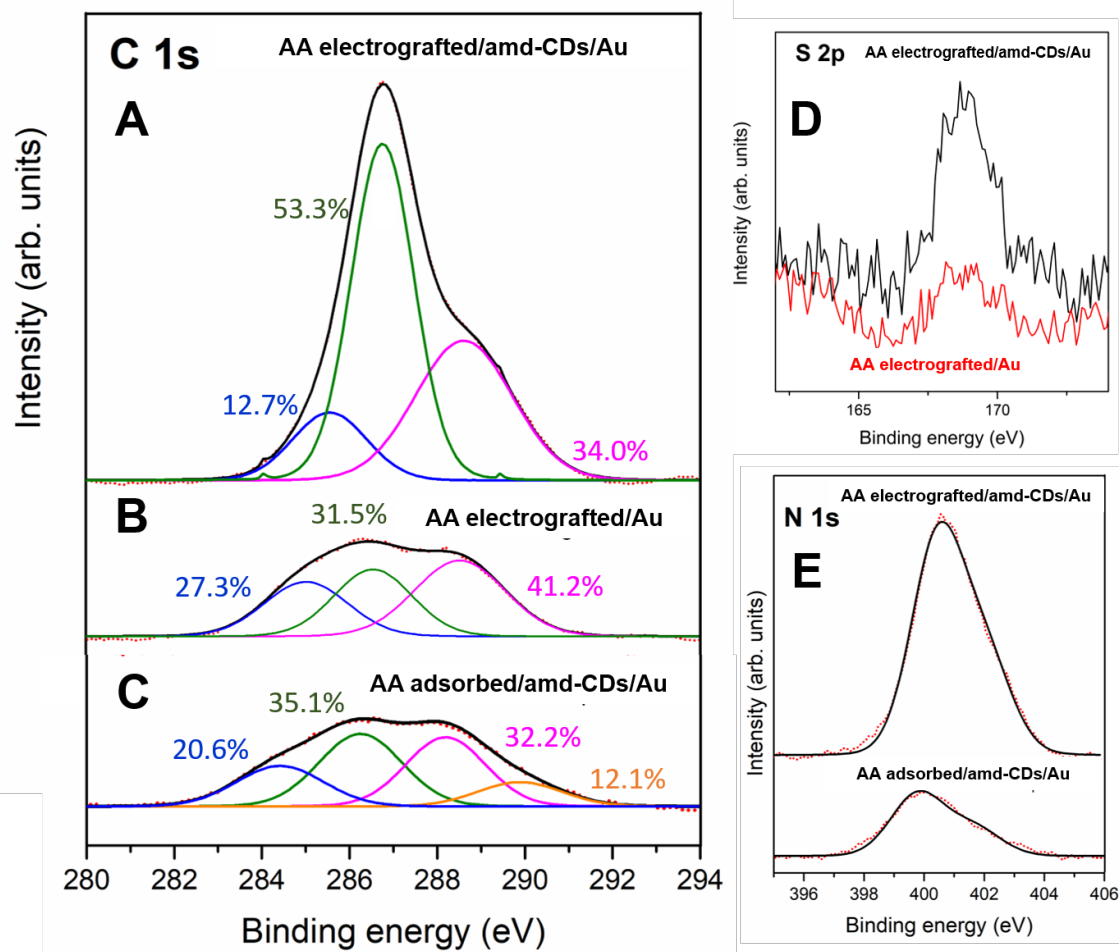 C 1s
AA electrografted/amd-CDs/Au
A
53.3%
12.7%
34.0%
B
31.5%
AA electrografted/Au
27.3%
41.2%
C
AA adsorbed/amd-CDs/Au
35.1%
20.6%
32.2%
12.1%
280 282 284 286 288 290 292 294
Binding energy (eV)
Intensity (arb. units)
S 2p
AA electrografted/amd-CDs/Au
D
AA electrografted/Au
165 170
Binding energy (eV)
Intensity (arb. units)
AA electrografted/amd-CDs/Au
N 1s
E
AA adsorbed/amd-CDs/Au
396 398 400 402 404 406
Binding energy (eV)
Intensity (arb. units)